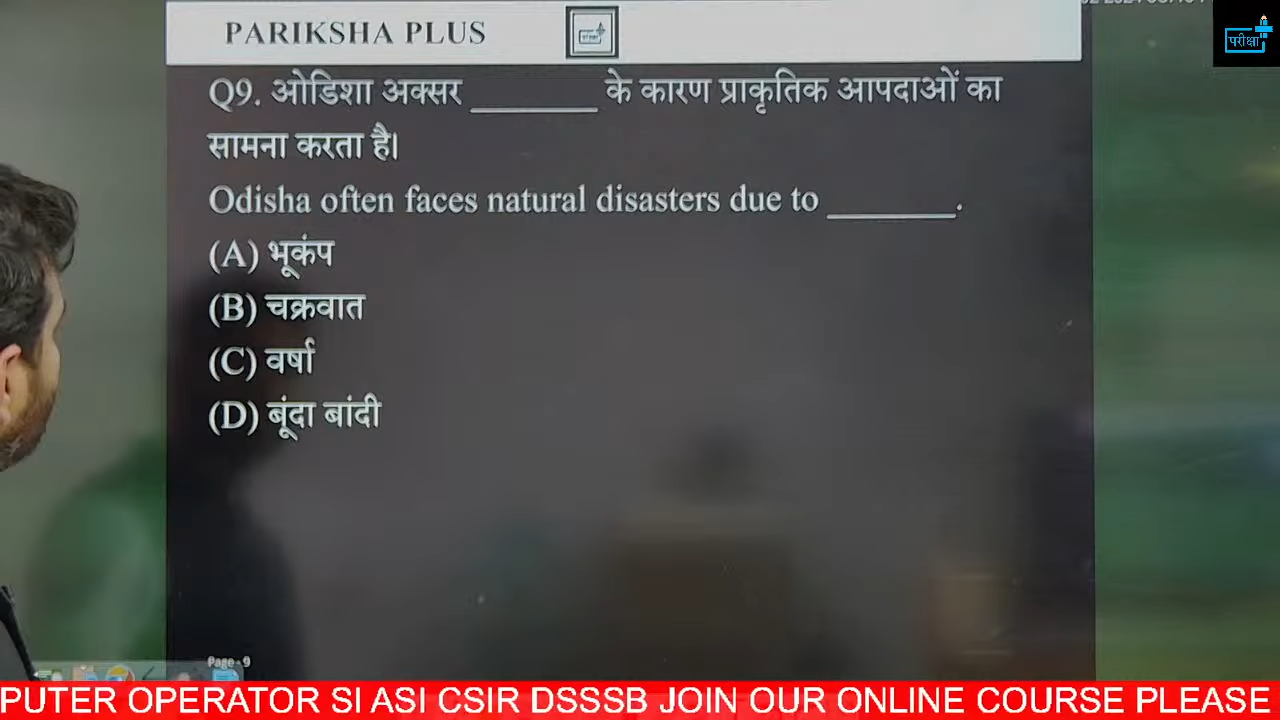 PARIKSHA PLUS
परीक्षा
Q9. ओडिशा अक्सर ________ के कारण प्राकृतिक आपदाओं का
सामना करता है।
Odisha often faces natural disasters due to ________.
(A) भूकंप
(B) चक्रवात
(C) वर्षा
(D) बूंदा बांदी
Page - 9
PUTER OPERATOR SI ASI CSIR DSSSB JOIN OUR ONLINE COURSE PLEASE